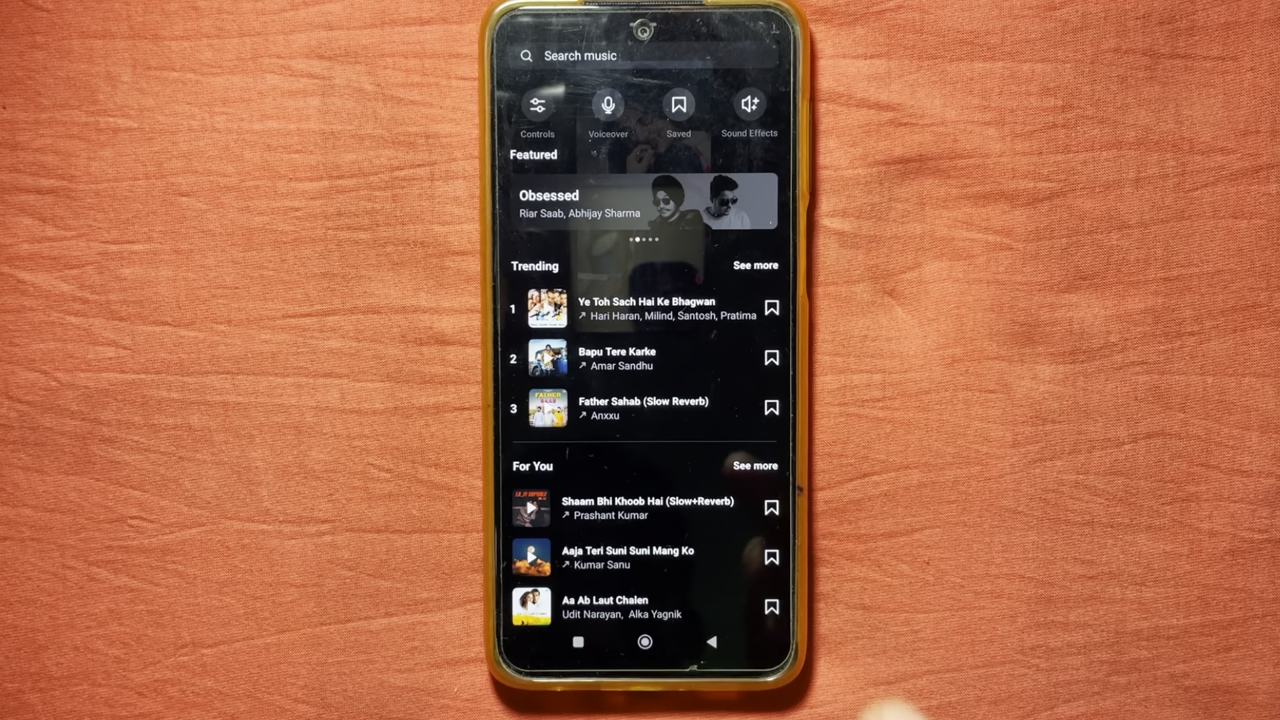 Search music
Controls
Voiceover
Saved
Sound Effects
Featured
Obsessed
Riar Saab, Abhijay Sharma
Trending
See more
1
Ye Toh Sach Hai Ke Bhagwan
Hari Haran, Milind, Santosh, Pratima
2
Bapu Tere Karke
Amar Sandhu
3
FATHER
Father Sahab (Slow Reverb)
Anxxu
For You
See more
Shaam Bhi Khoob Hai (Slow+Reverb)
Prashant Kumar
Aaja Teri Suni Suni Mang Ko
Kumar Sanu
Aa Ab Laut Chalen
Udit Narayan, Alka Yagnik